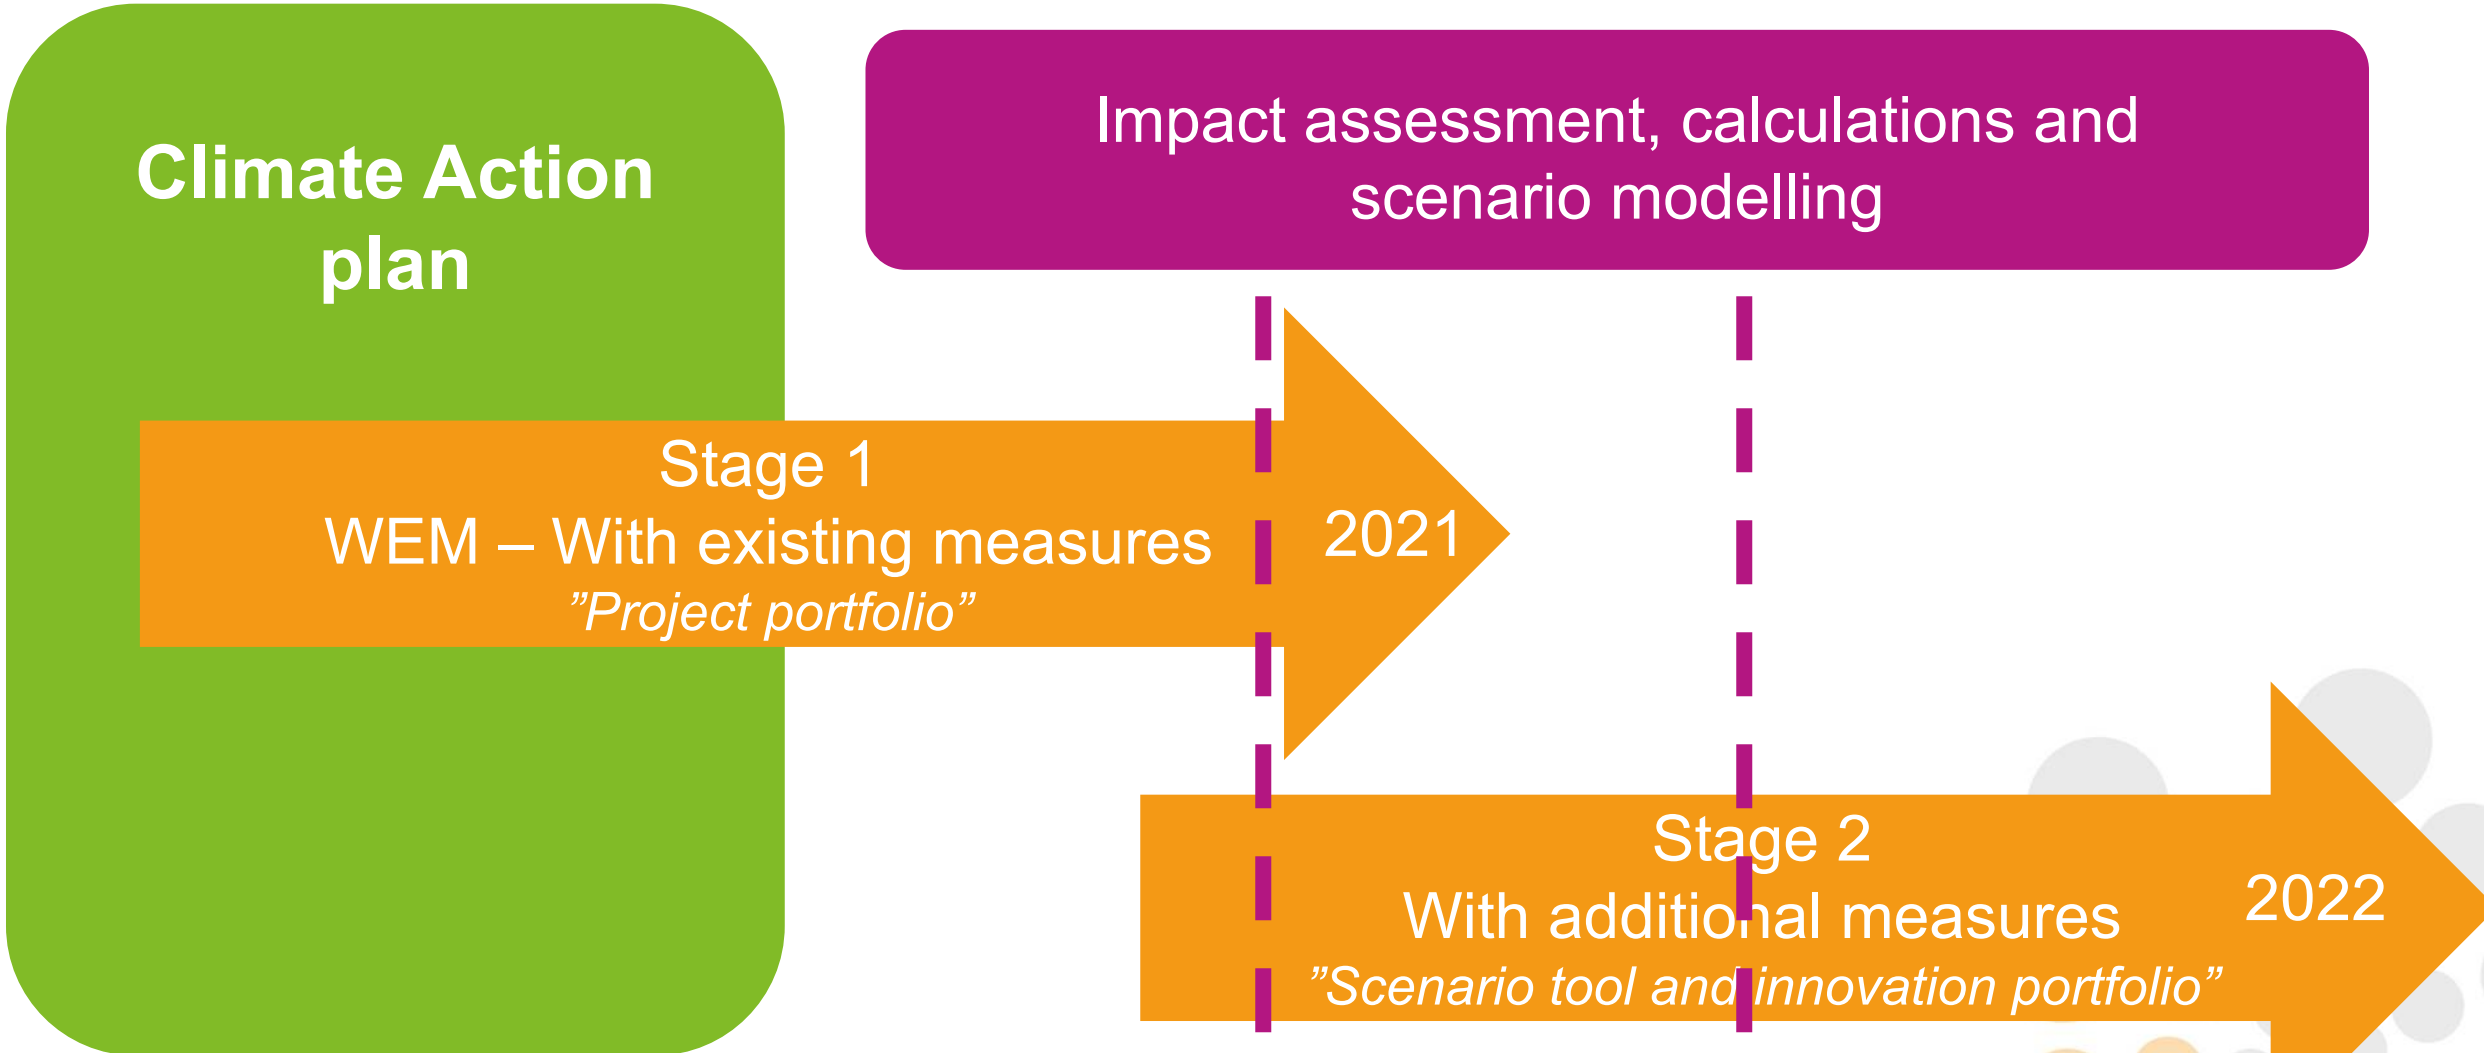 Climate Action
plan
Impact assessment, calculations and
scenario modelling
Stage 1
WEM – With existing measures
”Project portfolio”
2021
Stage 2
With additional measures
”Scenario tool and innovation portfolio”
2022